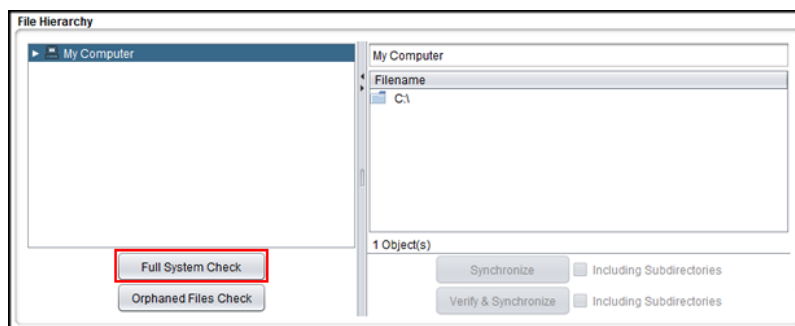 File Hierarchy
My Computer
Full System Check
Orphaned Files Check
My Computer
Filename
C:\
1 Object(s)
Synchronize
Including Subdirectories
Verify & Synchronize
Including Subdirectories